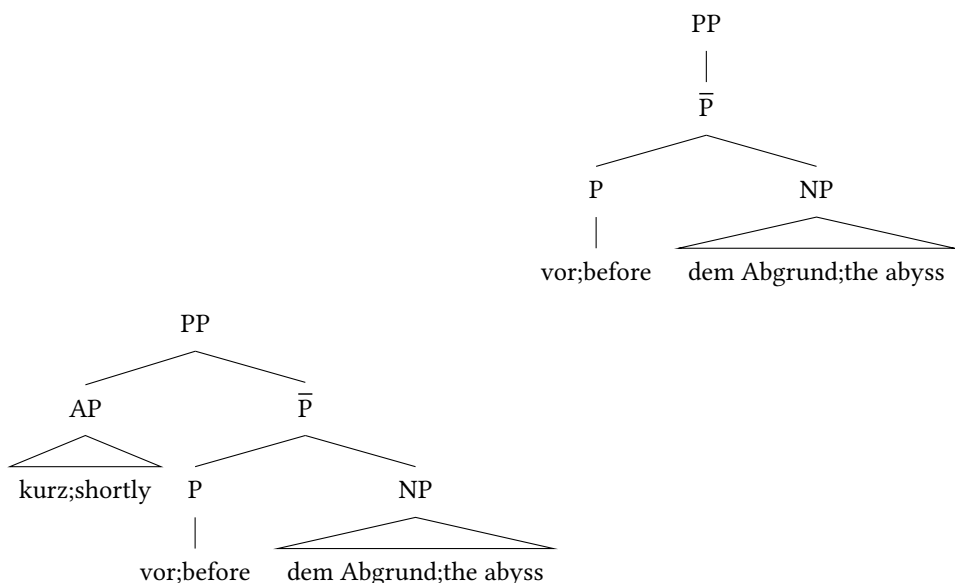 PP
P̅
P NP
vor;before dem Abgrund;the abyss
PP
AP P̅
kurz;shortly P NP
vor;before dem Abgrund;the abyss